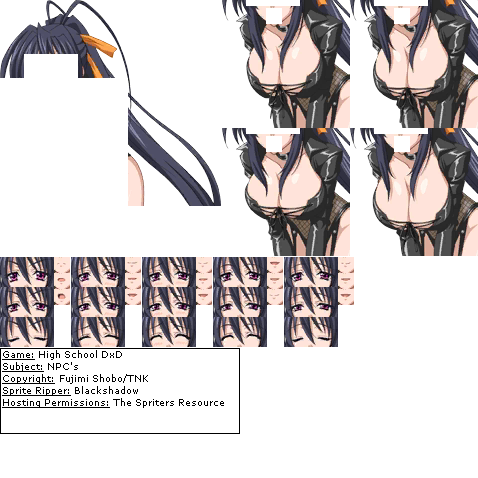 Game: High School DxD
Subject: NPC's
Copyright: Fujimi Shobo/TNK
Sprite Ripper: Blackshadow
Hosting Permissions: The Spriters Resource